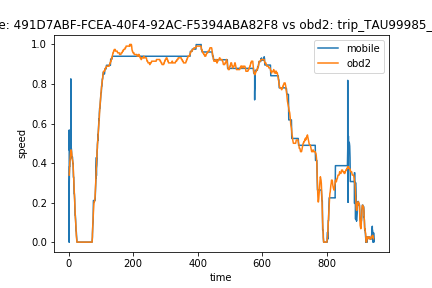 e: 491D7ABF-FCEA-40F4-92AC-F5394ABA82F8 vs obd2: trip_TAU99985_
mobile
obd2
1.0
0.8
0.6
0.4
0.2
0.0
speed
0 200 400 600 800
time